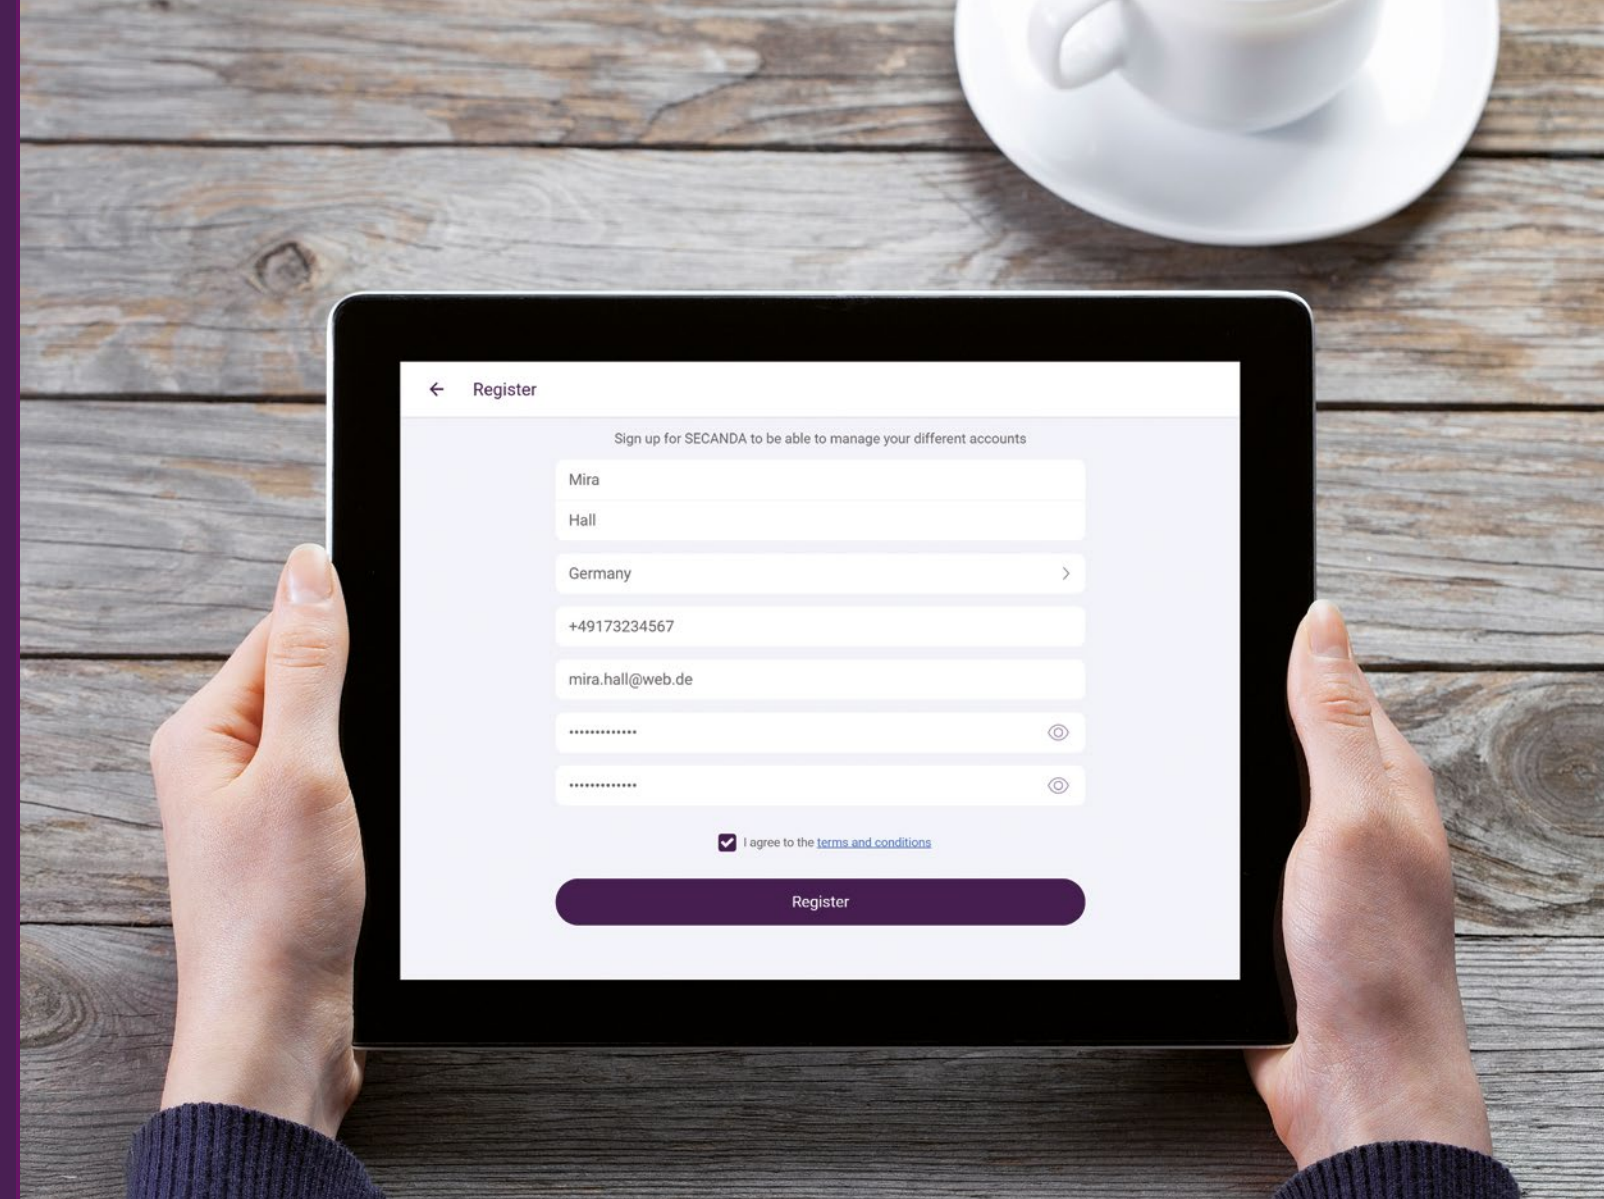 Register
Sign up for SECANDA to be able to manage your different accounts
Mira
Hall
Germany
+49173234567
mira.hall@web.de
•••••••••••••
•••••••••••••
I agree to the terms and conditions
Register